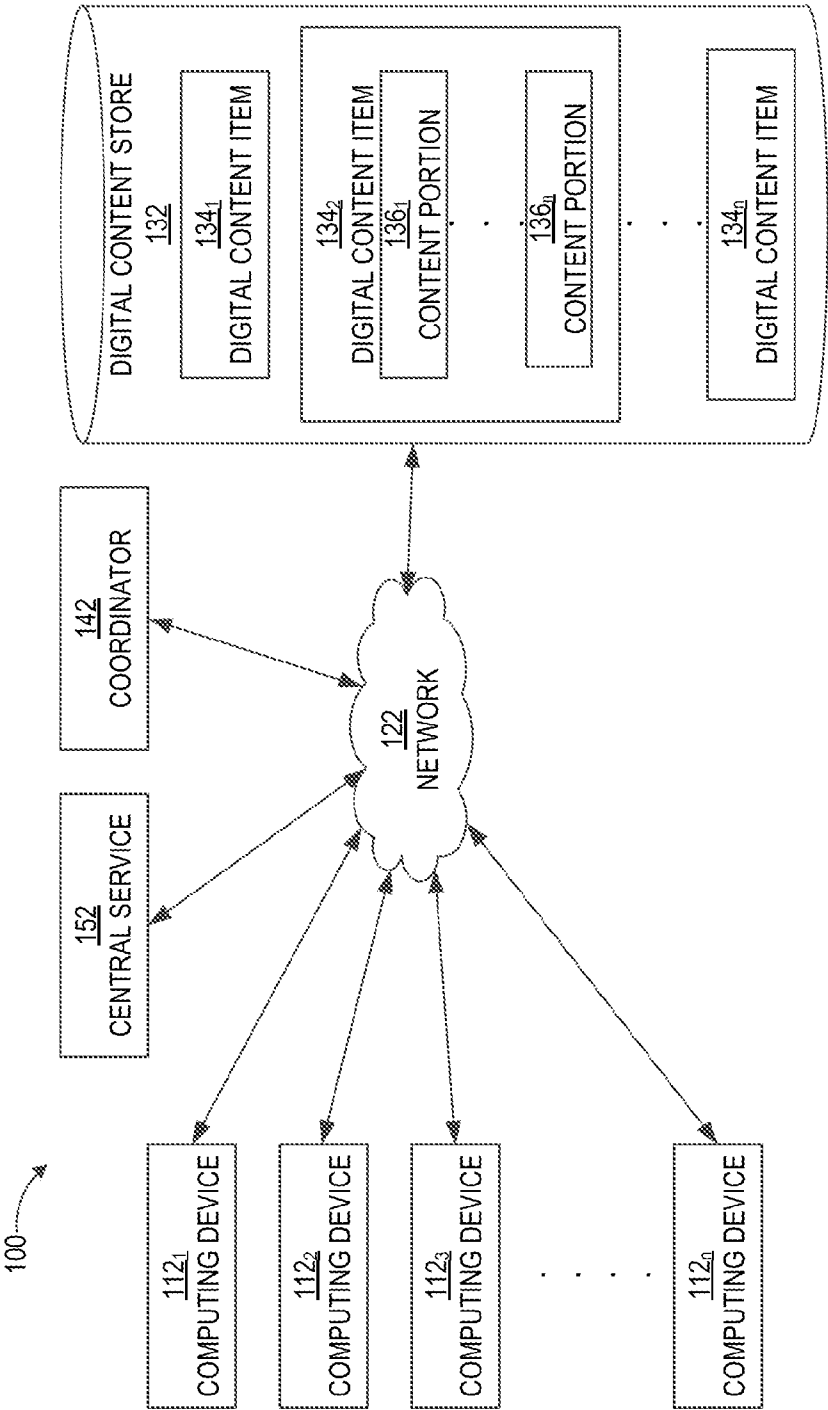 100
112₁
COMPUTING DEVICE
112₂
COMPUTING DEVICE
112₃
COMPUTING DEVICE
112ₙ
COMPUTING DEVICE
152
CENTRAL SERVICE
142
COORDINATOR
122
NETWORK
DIGITAL CONTENT STORE
132
134₁
DIGITAL CONTENT ITEM
134₂
DIGITAL CONTENT ITEM
136₁
CONTENT PORTION
136ₙ
CONTENT PORTION
134ₙ
DIGITAL CONTENT ITEM